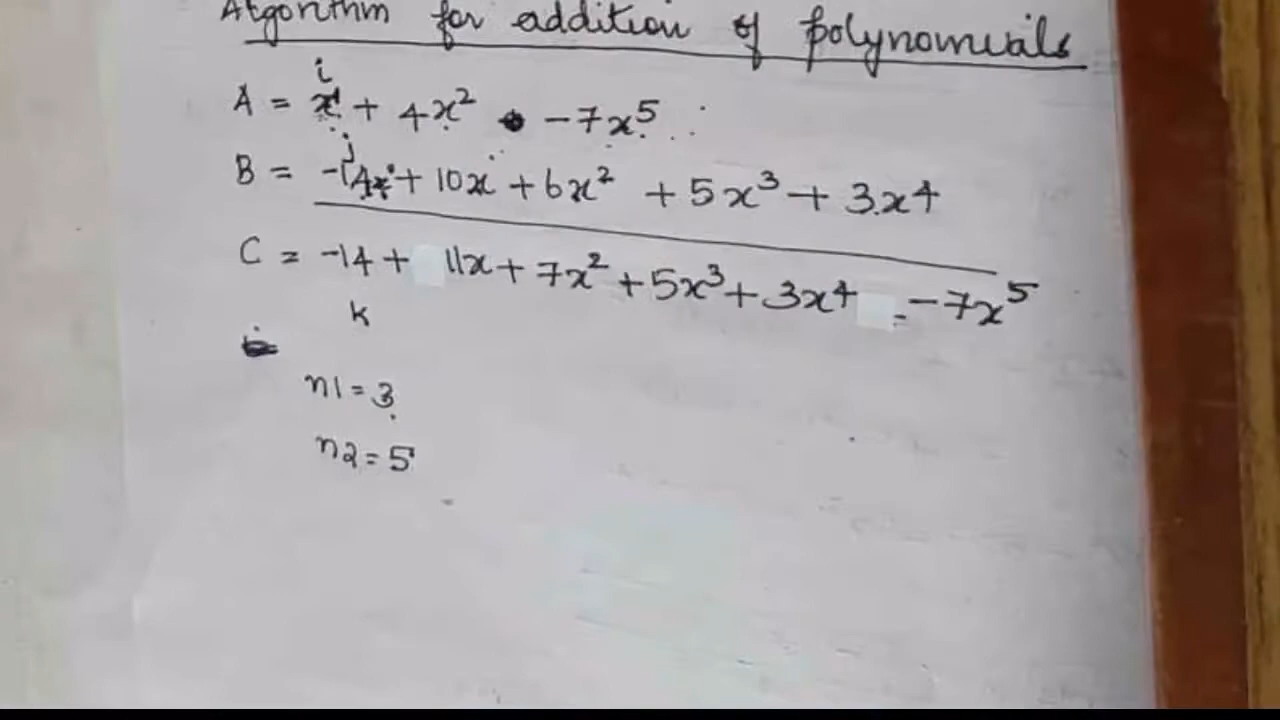 Algorithm for addition of polynomials
i
A = x¹ + 4x² -7x⁵
j
B = -14 + 10x + 6x² + 5x³ + 3x⁴
C = -14 + 11x + 7x² + 5x³ + 3x⁴ - -7x⁵
k
n1 = 3
n2 = 5